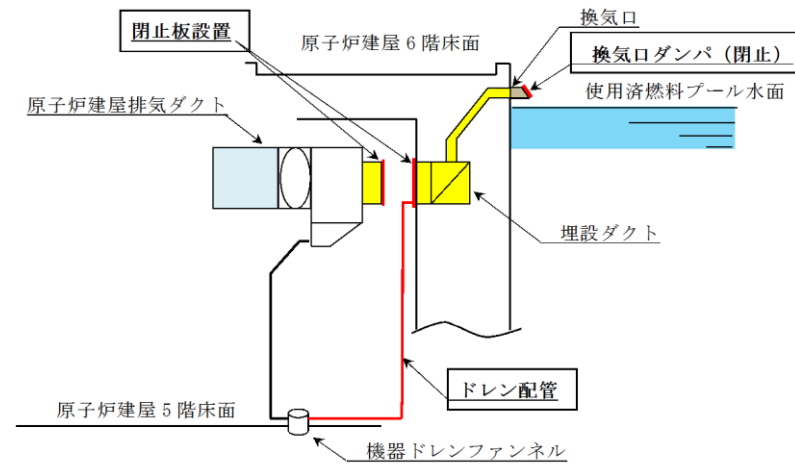 換気口
閉止板設置
原子炉建屋6階床面
換気口ダンパ（閉止）
使用済燃料プール水面
原子炉建屋排気ダクト
埋設ダクト
ドレン配管
原子炉建屋5階床面
機器ドレンファンネル